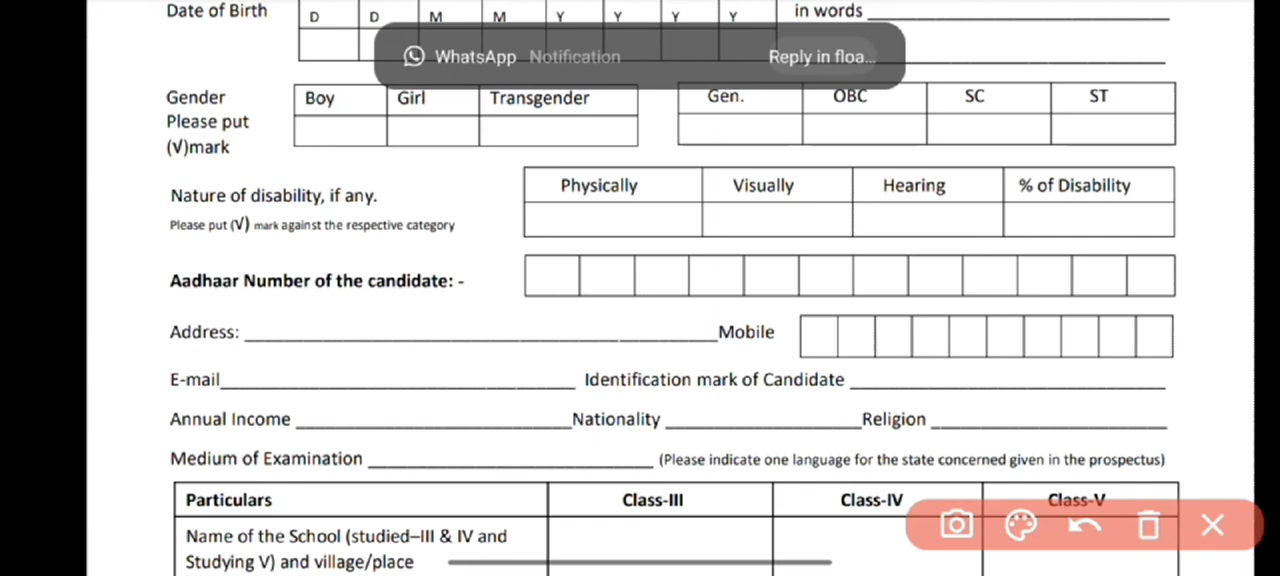 Date of Birth D D M M Y Y Y Y in words
WhatsApp Notification Reply in floa...
Gender Boy Girl Transgender Gen. OBC SC ST
Please put
(√)mark
Nature of disability, if any. Physically Visually Hearing % of Disability
Please put (√) mark against the respective category
Aadhaar Number of the candidate: -
Address: Mobile
E-mail Identification mark of Candidate
Annual Income Nationality Religion
Medium of Examination (Please indicate one language for the state concerned given in the prospectus)
Particulars Class-III Class-IV Class-V
Name of the School (studied–III & IV and
Studying V) and village/place